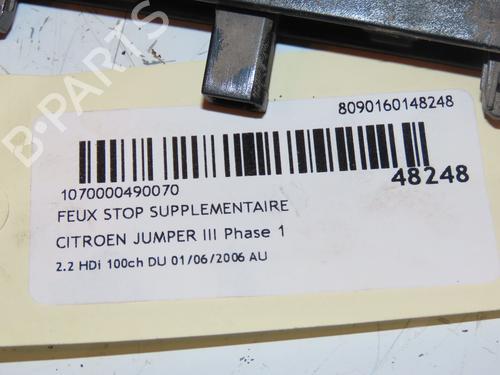 8090160148248
48248
1070000490070
FEUX STOP SUPPLEMENTAIRE
CITROEN JUMPER III Phase 1
2.2 HDi 100ch DU 01/06/2006 AU
B-PARTS